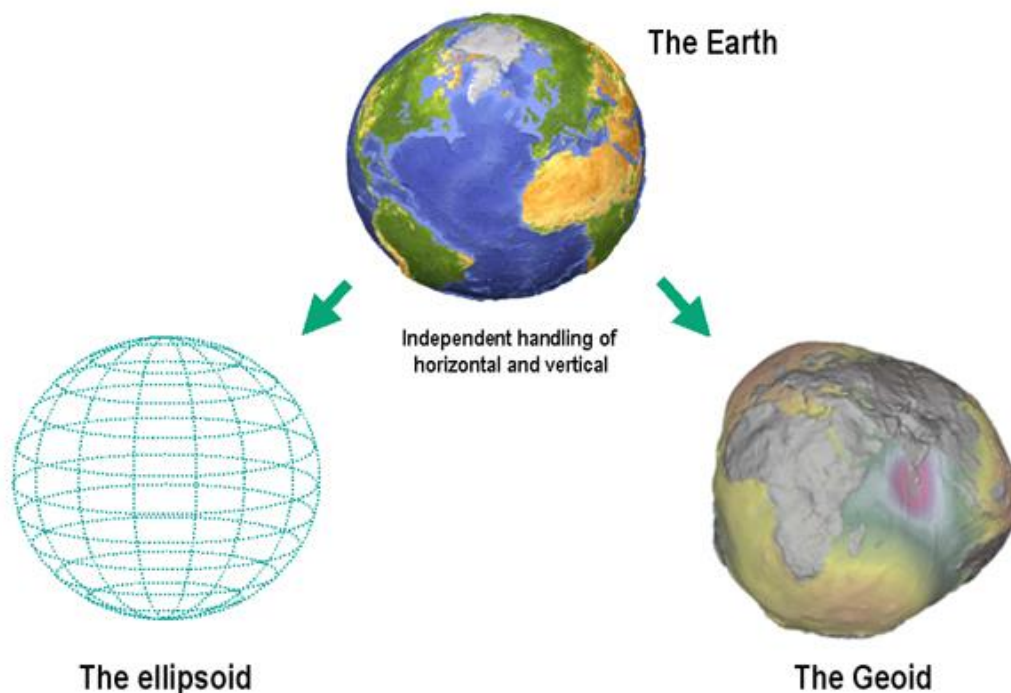 The Earth
Independent handling of
horizontal and vertical
The ellipsoid
The Geoid